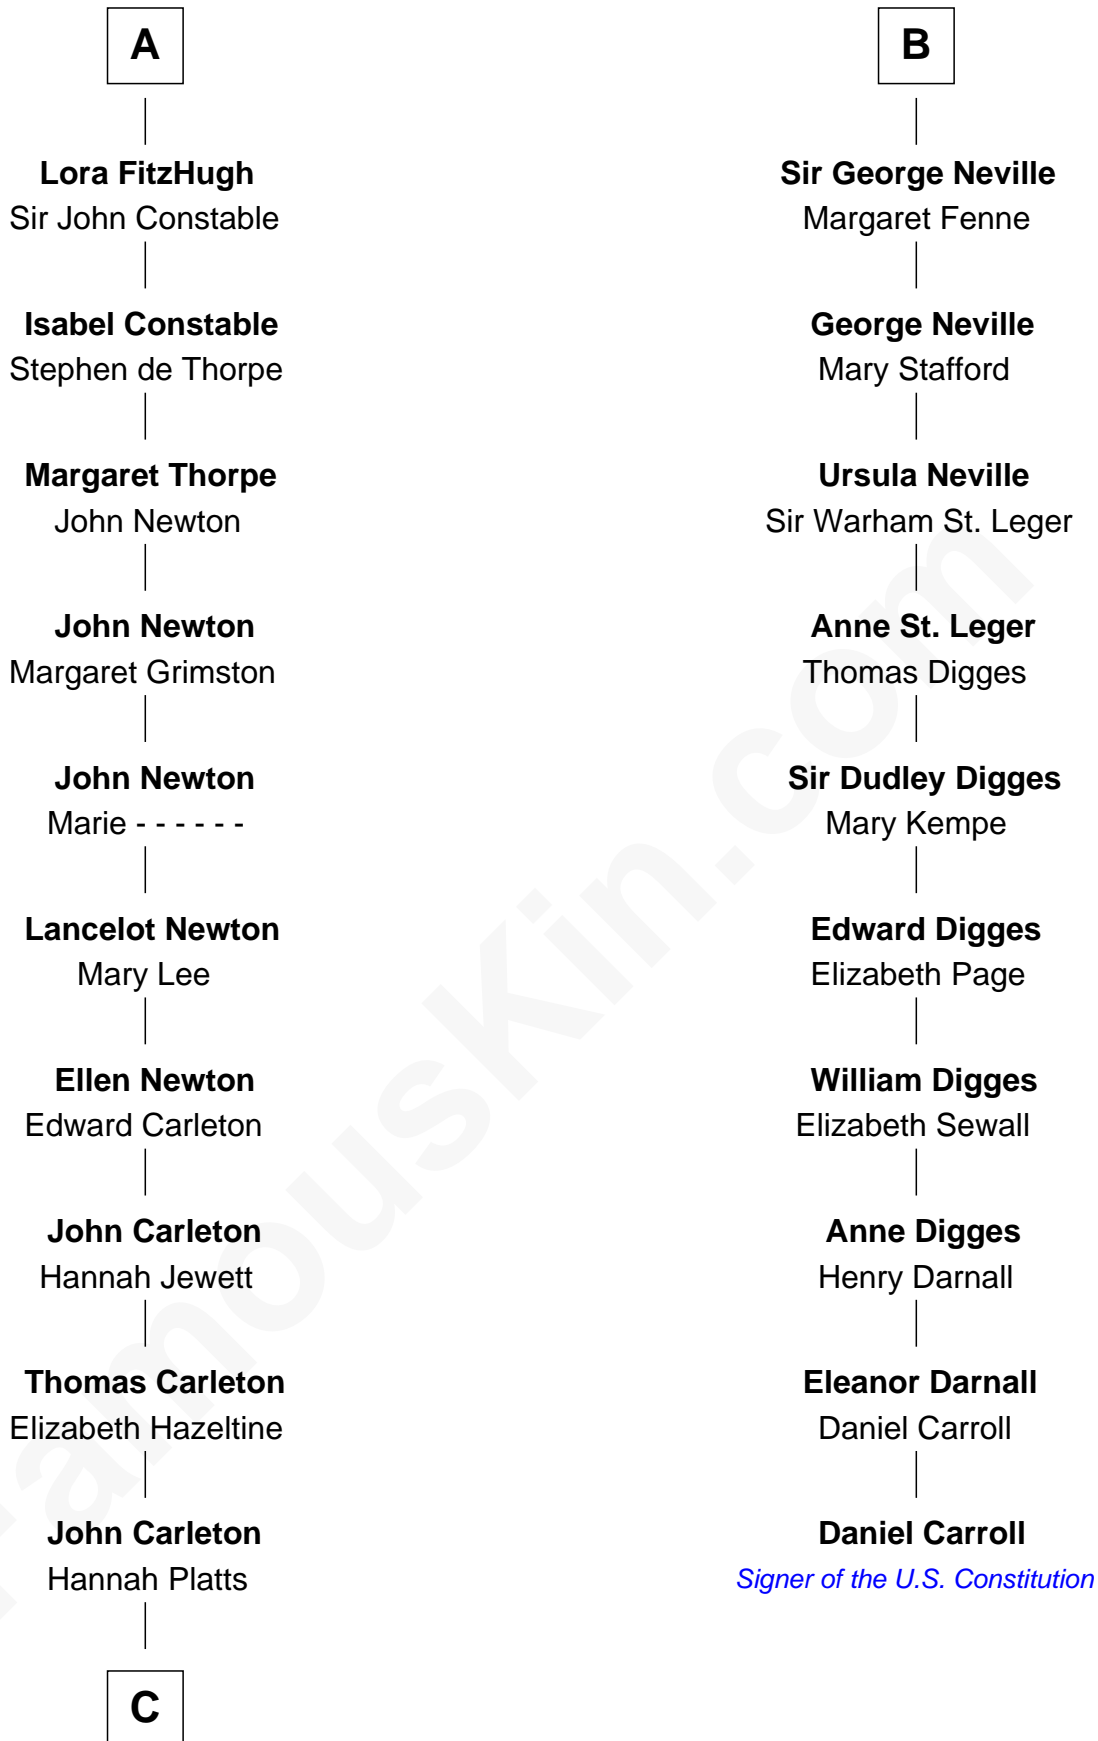 A
Lora FitzHugh
Sir John Constable
Isabel Constable
Stephen de Thorpe
Margaret Thorpe
John Newton
John Newton
Margaret Grimston
John Newton
Marie - - - - - -
Lancelot Newton
Mary Lee
Ellen Newton
Edward Carleton
John Carleton
Hannah Jewett
Thomas Carleton
Elizabeth Hazeltine
John Carleton
Hannah Platts
C
B
Sir George Neville
Margaret Fenne
George Neville
Mary Stafford
Ursula Neville
Sir Warham St. Leger
Anne St. Leger
Thomas Digges
Sir Dudley Digges
Mary Kempe
Edward Digges
Elizabeth Page
William Digges
Elizabeth Sewall
Anne Digges
Henry Darnall
Eleanor Darnall
Daniel Carroll
Daniel Carroll
Signer of the U.S. Constitution
FamousKin.com